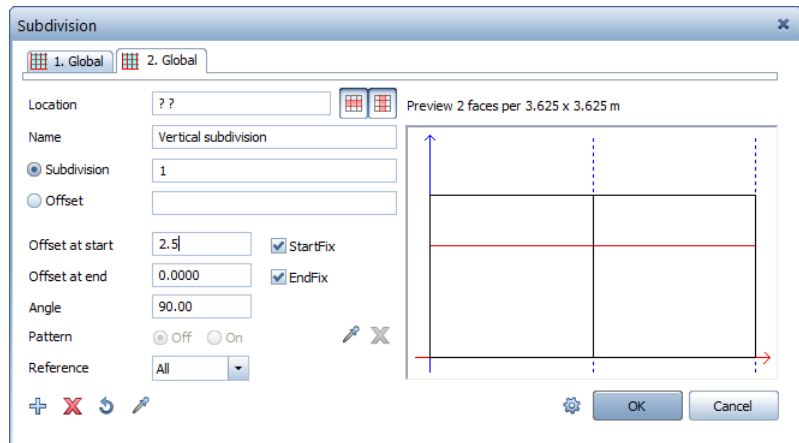 Subdivision
1. Global 2. Global
Location ? ?
Preview 2 faces per 3.625 x 3.625 m
Name Vertical subdivision
Subdivision 1
Offset
Offset at start 2.5 StartFix
Offset at end 0.0000 EndFix
Angle 90.00
Pattern Off On
Reference All
OK Cancel